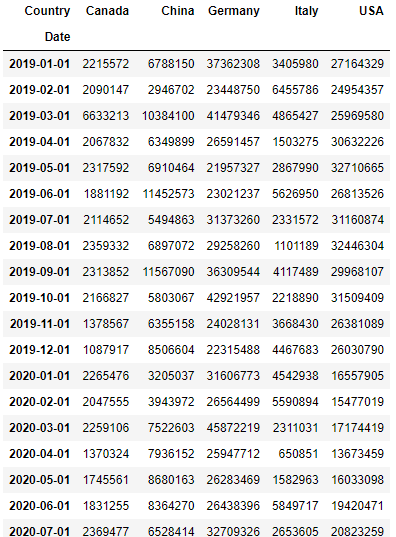 Country Canada China Germany Italy USA
Date
2019-01-01 2215572 6788150 37362308 3405980 27164329
2019-02-01 2090147 2946702 23448750 6455786 24954357
2019-03-01 6633213 10384100 41479346 4865427 25969580
2019-04-01 2067832 6349899 26591457 1503275 30632226
2019-05-01 2317592 6910464 21957327 2867990 32710665
2019-06-01 1881192 11452573 23021237 5626950 26813526
2019-07-01 2114652 5494863 31373260 2331572 31160874
2019-08-01 2359332 6897072 29258260 1101189 32446304
2019-09-01 2313852 11567090 36309544 4117489 29968107
2019-10-01 2166827 5803067 42921957 2218890 31509409
2019-11-01 1378567 6355158 24028131 3668430 26381089
2019-12-01 1087917 8506604 22315488 4467683 26030790
2020-01-01 2265476 3205037 31606773 4542938 16557905
2020-02-01 2047555 3943972 26564499 5590894 15477019
2020-03-01 2259106 7522603 45872219 2311031 17174419
2020-04-01 1370324 7936152 25947712 650851 13673459
2020-05-01 1745561 8680163 26283469 1582963 16033098
2020-06-01 1831255 8364270 26438396 5849717 19420471
2020-07-01 2369477 6528414 32709326 2653605 20823259